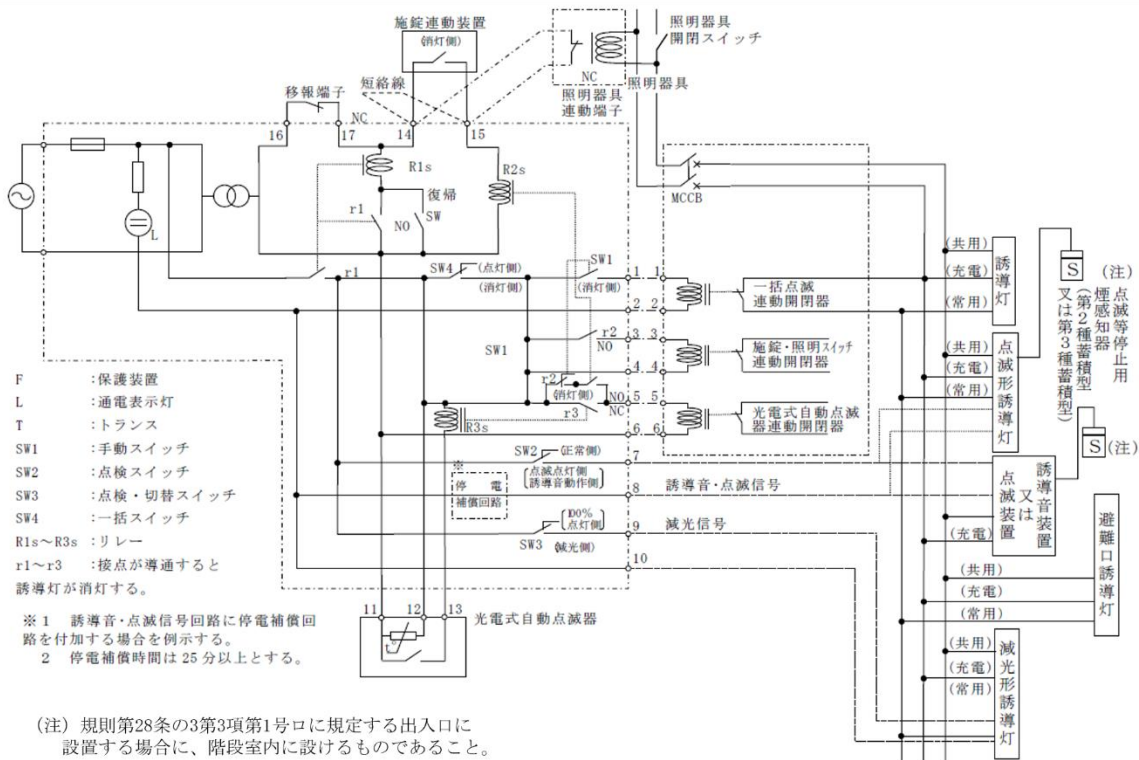 施錠連動装置
(消灯側)
照明器具
開閉スイッチ
NC
照明器具
照明器具
連動端子
移報端子
短絡線
NC
16
17
14
15
R1s
R2s
復帰
r1
SW
NO
L
MCCB
r1
SW4
(点灯側)
(消灯側)
SW1
(消灯側)
1
1
2
2
一括点滅
連動開閉器
r2
NO
3
3
SW1
4
4
施錠・照明スイッチ
連動開閉器
r2
(消灯側)
NO
NC
5
5
r3
R3s
6
6
光電式自動点滅
器連動開閉器
SW2
(正常側)
7
点滅点灯側
誘導音動作側
※
停電
補償回路
8
誘導音・点滅信号
100%
点灯側
9
減光信号
SW3
(減光側)
10
11
12
13
光電式自動点滅器
(共用)
(充電)
(常用)
誘導灯
S
(注)
点滅等停止用
煙感知器
(第2種蓄積型
又は第3種蓄積型)
(共用)
(充電)
(常用)
点滅形誘導灯
S
(注)
誘導音装置
又は
点滅装置
(充電)
(共用)
(充電)
(常用)
避難口誘導灯
(共用)
(充電)
(常用)
減光形誘導灯
F :保護装置
L :通電表示灯
T :トランス
SW1 :手動スイッチ
SW2 :点検スイッチ
SW3 :点検・切替スイッチ
SW4 :一括スイッチ
R1s~R3s :リレー
r1~r3 :接点が導通すると
誘導灯が消灯する。
※1 誘導音・点滅信号回路に停電補償回
路を付加する場合を例示する。
2 停電補償時間は25分以上とする。
(注) 規則第28条の3第3項第1号ロに規定する出入口に
設置する場合に、階段室内に設けるものであること。